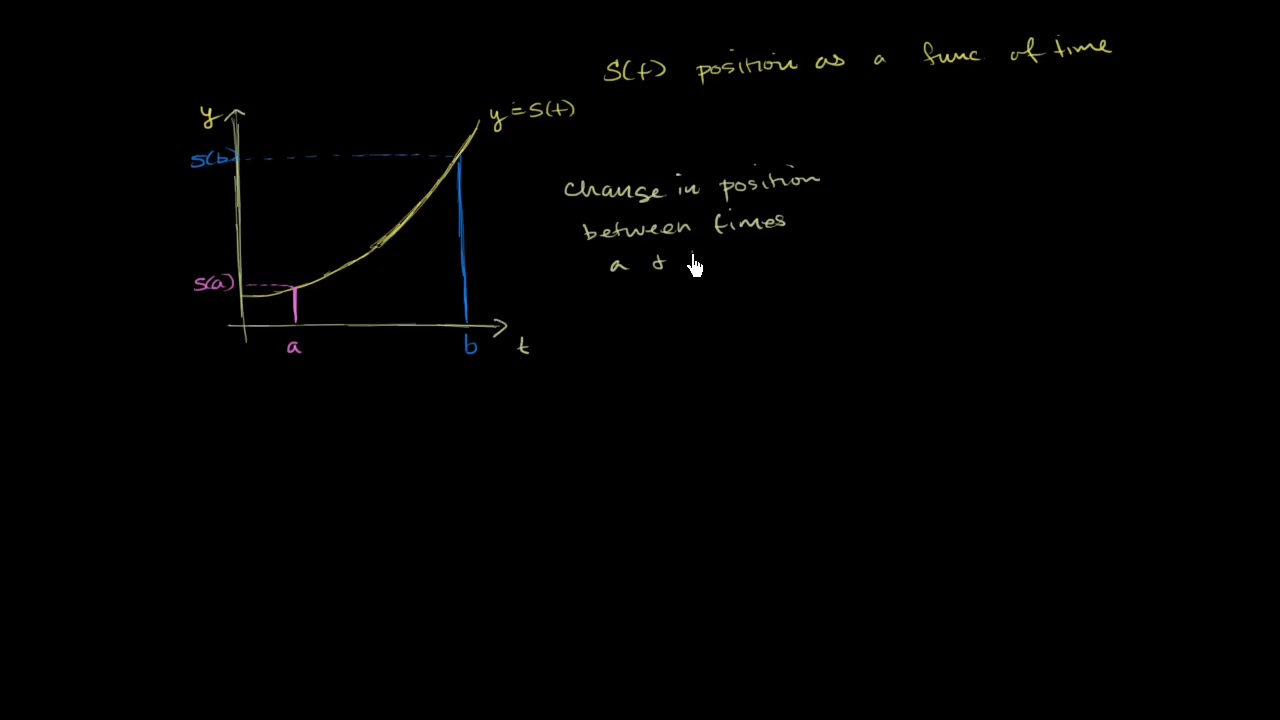 S(t) position as a func. of time
y
y = S(t)
S(b)
change in position
between times
a &
S(a)
a
b
t